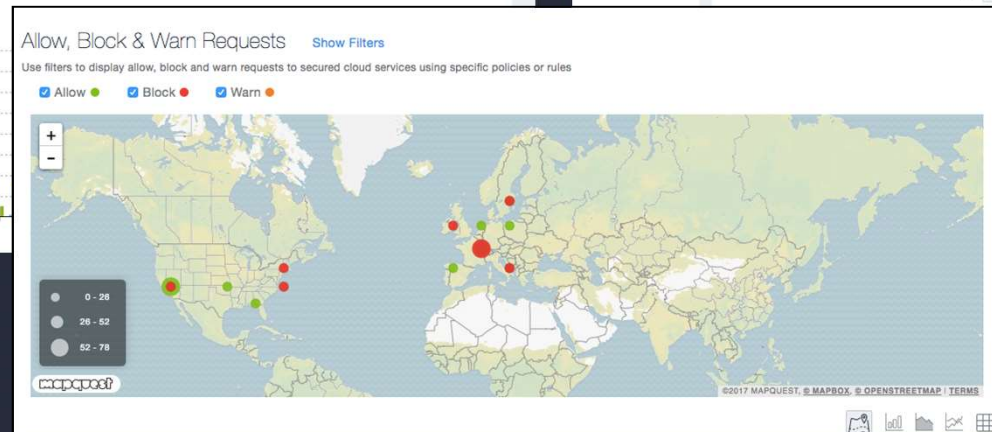 Allow, Block & Warn Requests Show Filters
Use filters to display allow, block and warn requests to secured cloud services using specific policies or rules
Allow Block Warn
+
-
0 - 26
26 - 52
52 - 78
mapquest
©2017 MAPQUEST, © MAPBOX, © OPENSTREETMAP | TERMS